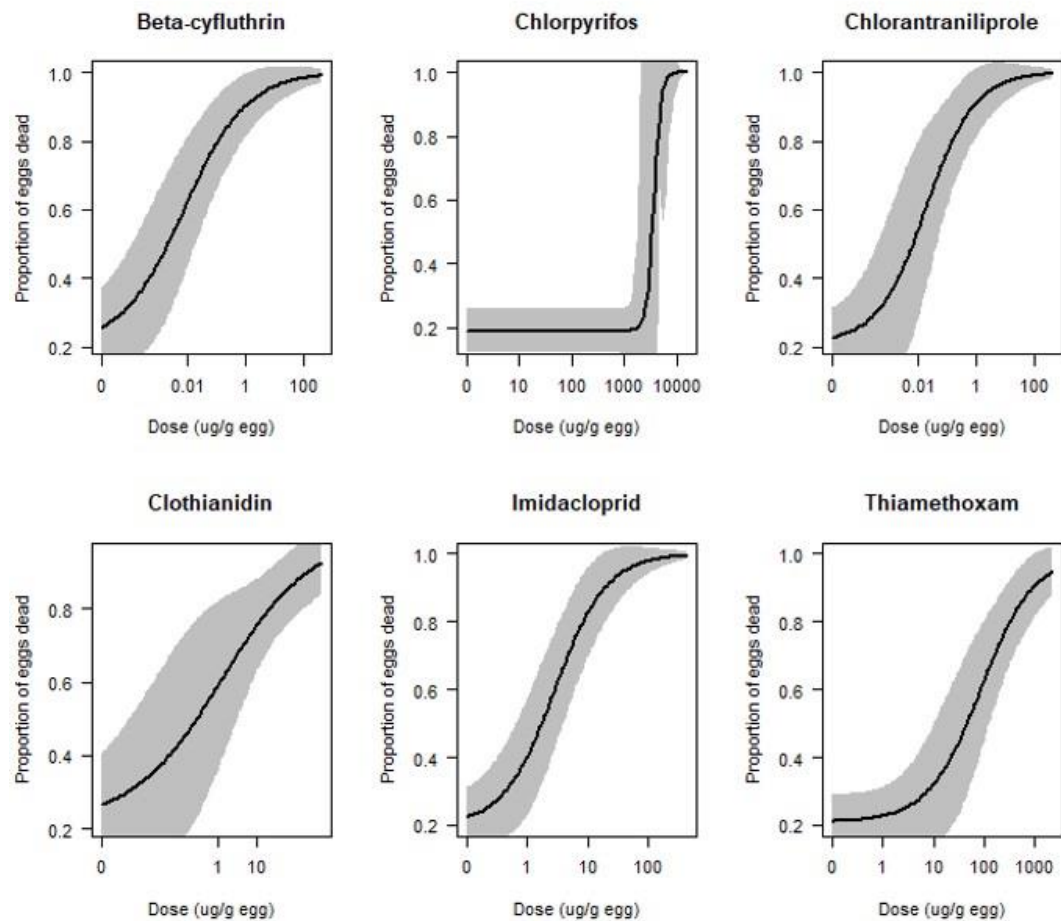 Beta-cyfluthrin
Proportion of eggs dead
1.0
0.8
0.6
0.4
0.2
0 0.01 1 100
Dose (ug/g egg)
Chlorpyrifos
Proportion of eggs dead
1.0
0.8
0.6
0.4
0.2
0 10 100 1000 10000
Dose (ug/g egg)
Chlorantraniliprole
Proportion of eggs dead
1.0
0.8
0.6
0.4
0.2
0 0.01 1 100
Dose (ug/g egg)
Clothianidin
Proportion of eggs dead
0.8
0.6
0.4
0.2
0 1 10
Dose (ug/g egg)
Imidacloprid
Proportion of eggs dead
1.0
0.8
0.6
0.4
0.2
0 1 10 100
Dose (ug/g egg)
Thiamethoxam
Proportion of eggs dead
1.0
0.8
0.6
0.4
0.2
0 1 10 100 1000
Dose (ug/g egg)